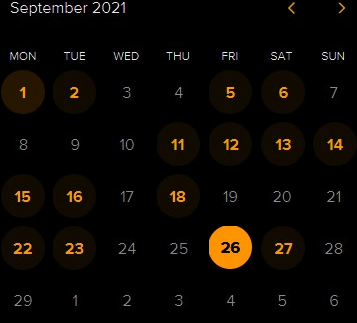 September 2021
MON TUE WED THU FRI SAT SUN
1 2 3 4 5 6 7
8 9 10 11 12 13 14
15 16 17 18 19 20 21
22 23 24 25 26 27 28
29 1 2 3 4 5 6